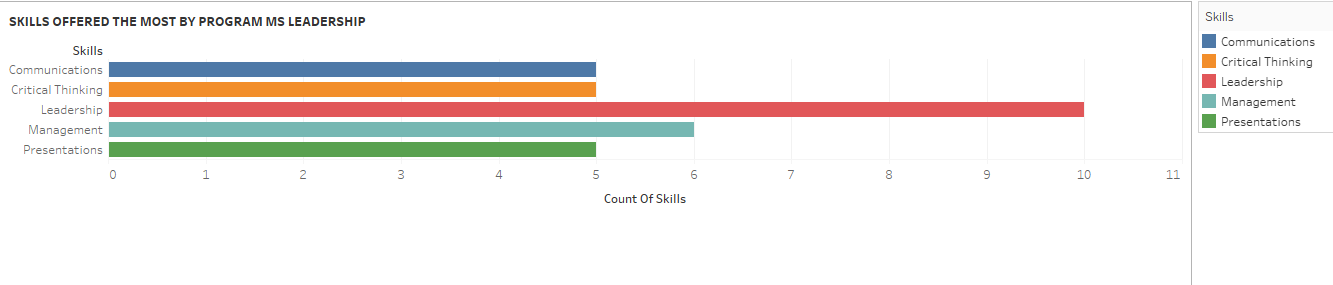 SKILLS OFFERED THE MOST BY PROGRAM MS LEADERSHIP
Skills
Communications
Critical Thinking
Leadership
Management
Presentations
0 1 2 3 4 5 6 7 8 9 10 11
Count Of Skills
Skills
Communications
Critical Thinking
Leadership
Management
Presentations